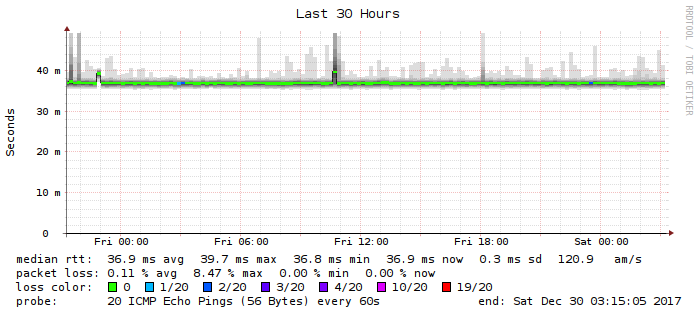 Last 30 Hours
RRDTOOL / TOBI OETIKER
Seconds
40 m
30 m
20 m
10 m
0
Fri 00:00 Fri 06:00 Fri 12:00 Fri 18:00 Sat 00:00
median rtt: 36.9 ms avg 39.7 ms max 36.8 ms min 36.9 ms now 0.3 ms sd 120.9 am/s
packet loss: 0.11 % avg 8.47 % max 0.00 % min 0.00 % now
loss color: 0 1/20 2/20 3/20 4/20 10/20 19/20
probe: 20 ICMP Echo Pings (56 Bytes) every 60s end: Sat Dec 30 03:15:05 2017